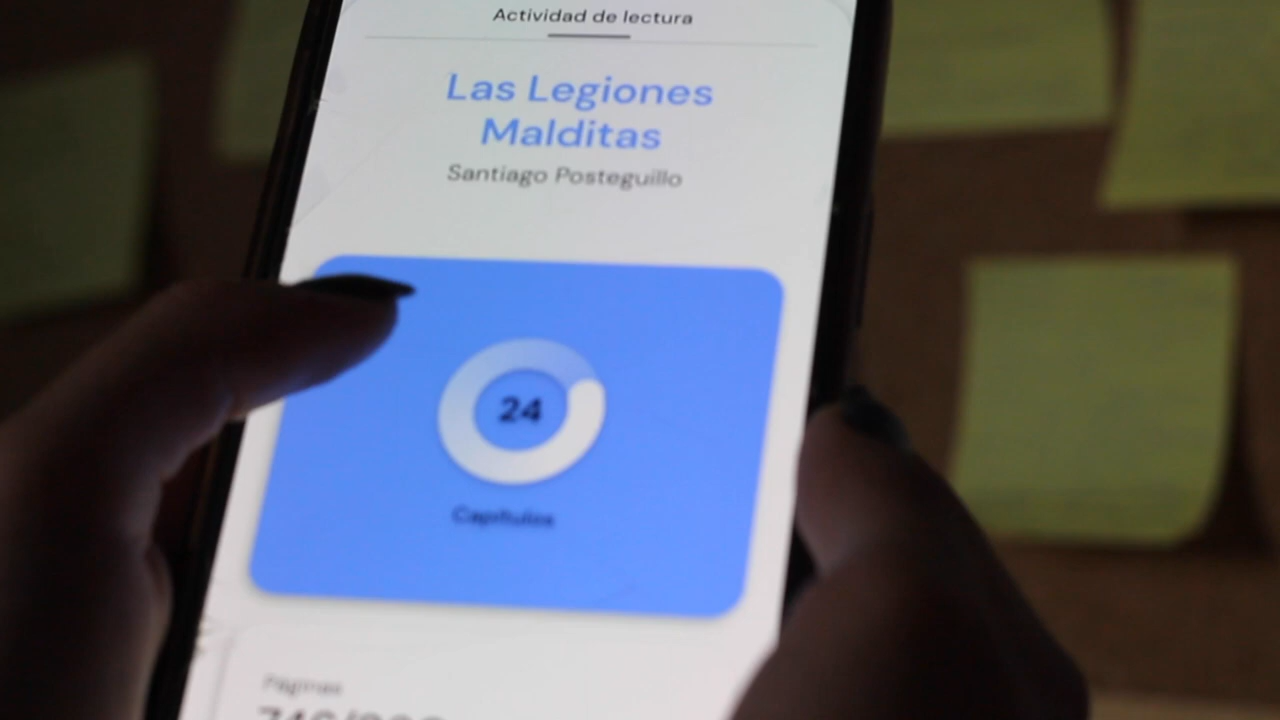 Actividad de lectura
Las Legiones
Malditas
Santiago Posteguillo
24
Capítulos
Páginas